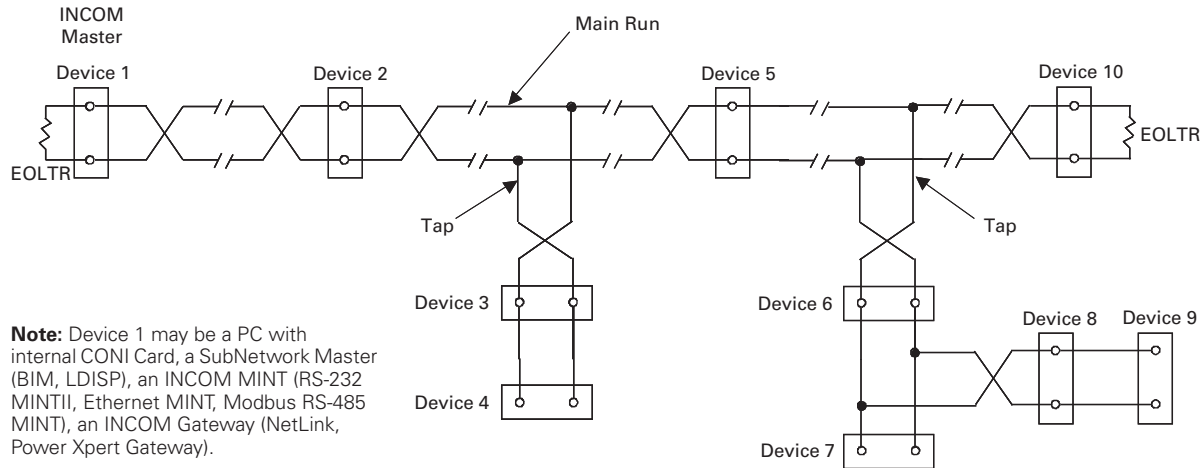 INCOM
Master
Device 1
Device 2
Main Run
Device 5
Device 10
EOLTR
EOLTR
Tap
Tap
Device 3
Device 4
Device 6
Device 8
Device 9
Device 7
Note: Device 1 may be a PC with
internal CONI Card, a SubNetwork Master
(BIM, LDISP), an INCOM MINT (RS-232
MINTII, Ethernet MINT, Modbus RS-485
MINT), an INCOM Gateway (NetLink,
Power Xpert Gateway).